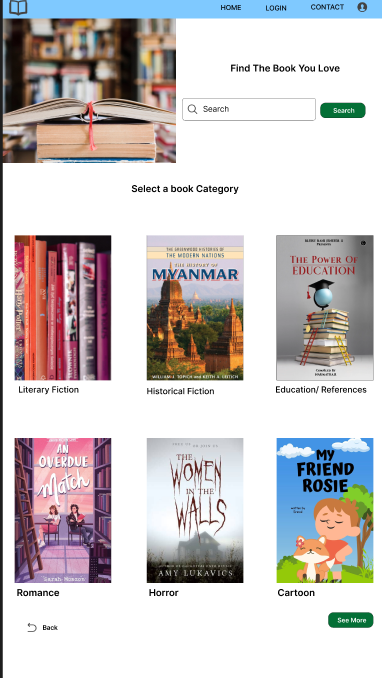 HOME LOGIN CONTACT
Find The Book You Love
Search
Search
Select a book Category
Harry Potter
THE GREENWOOD HISTORIES OF
THE MODERN NATIONS
THE HISTORY OF
MYANMAR
WILLIAM J. TOPICH and KEITH A. LEITICH
THE POWER OF
EDUCATION
Literary Fiction
Historical Fiction
Education/ References
AN
OVERDUE
Match
Sarah Monzon
THE
WOMEN
IN THE
WALLS
AMY LUKAVICS
MY
FRIEND
ROSIE
Romance
Horror
Cartoon
See More
Back